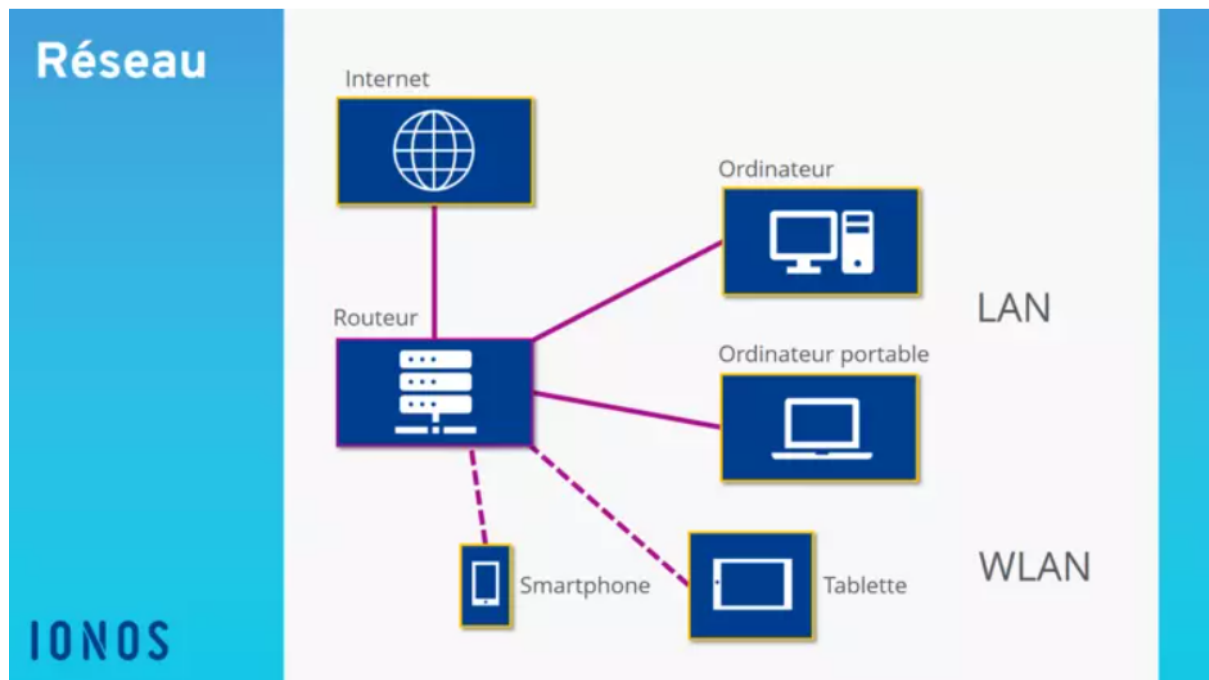 Réseau
Internet
Ordinateur
LAN
Routeur
Ordinateur portable
WLAN
Smartphone
Tablette
IONOS